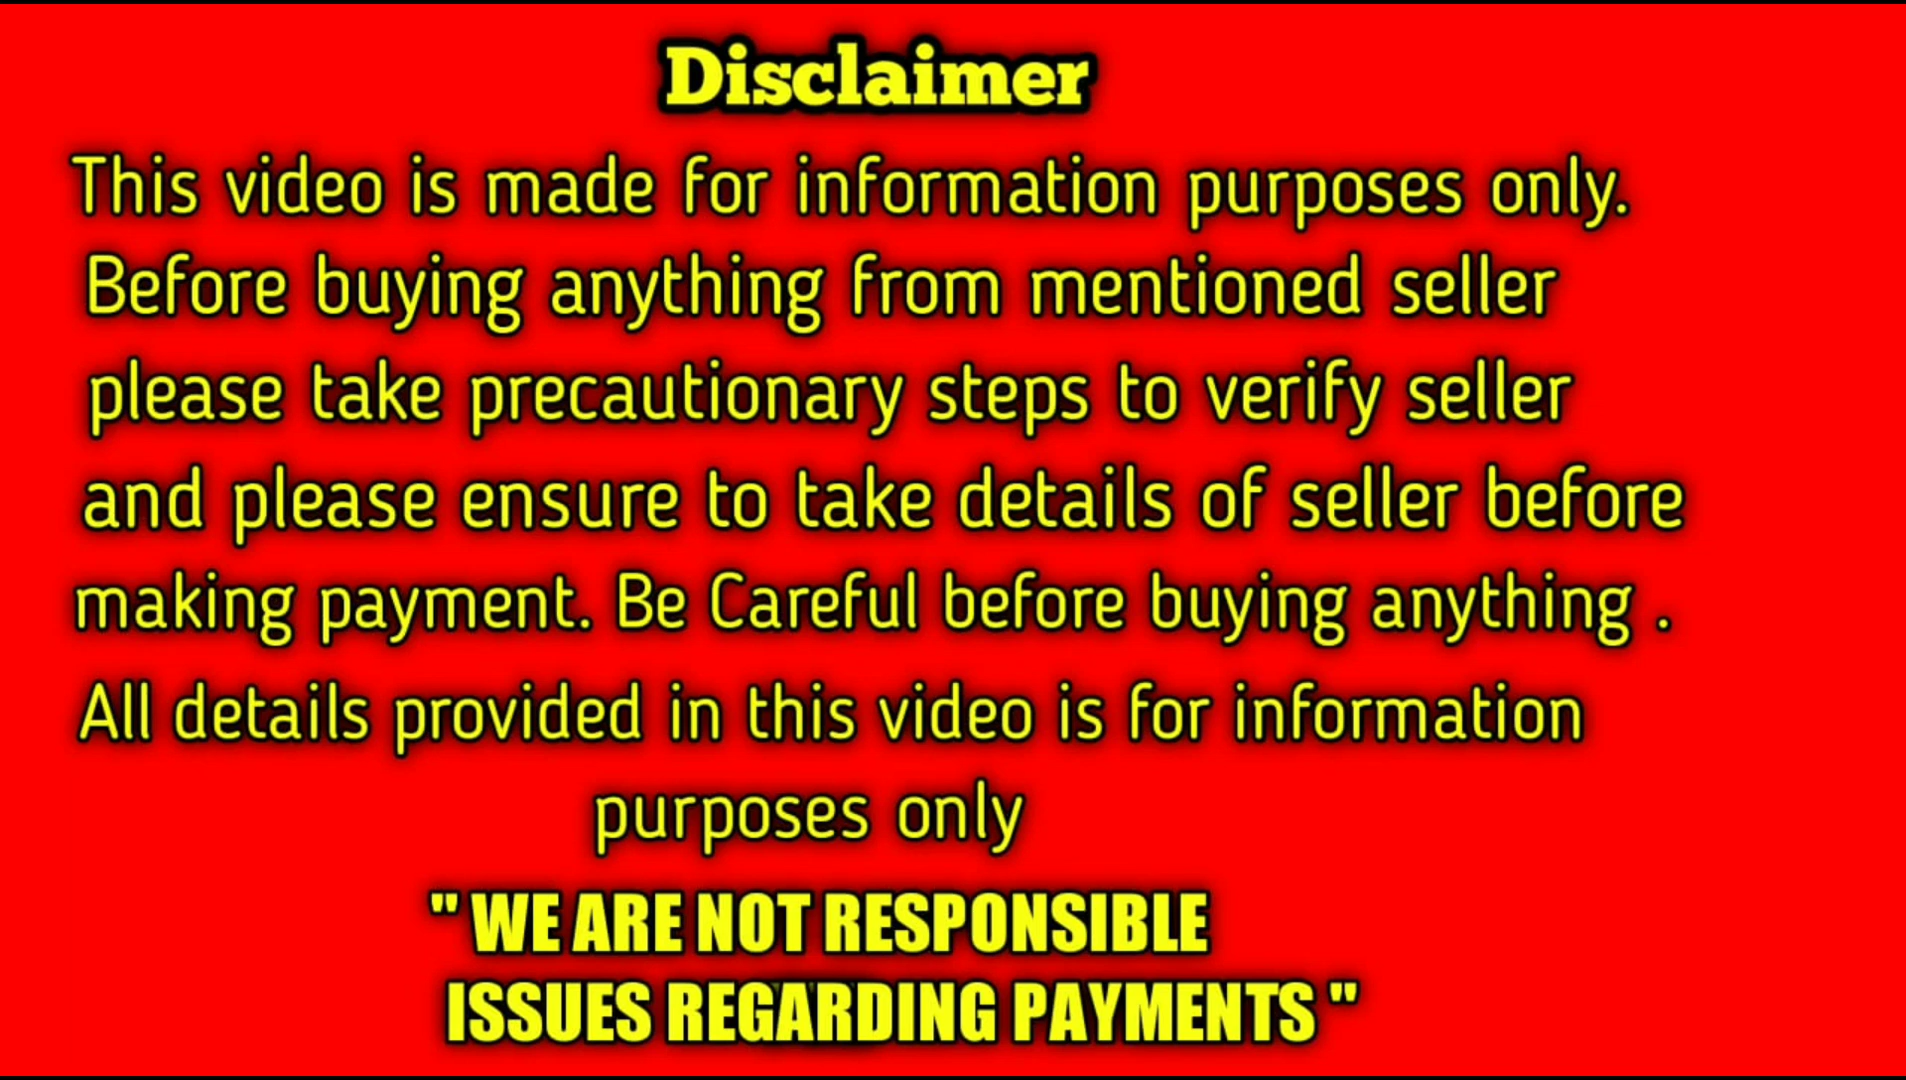 Disclaimer
This video is made for information purposes only.
Before buying anything from mentioned seller
please take precautionary steps to verify seller
and please ensure to take details of seller before
making payment. Be Careful before buying anything .
All details provided in this video is for information
purposes only
" WE ARE NOT RESPONSIBLE
ISSUES REGARDING PAYMENTS "